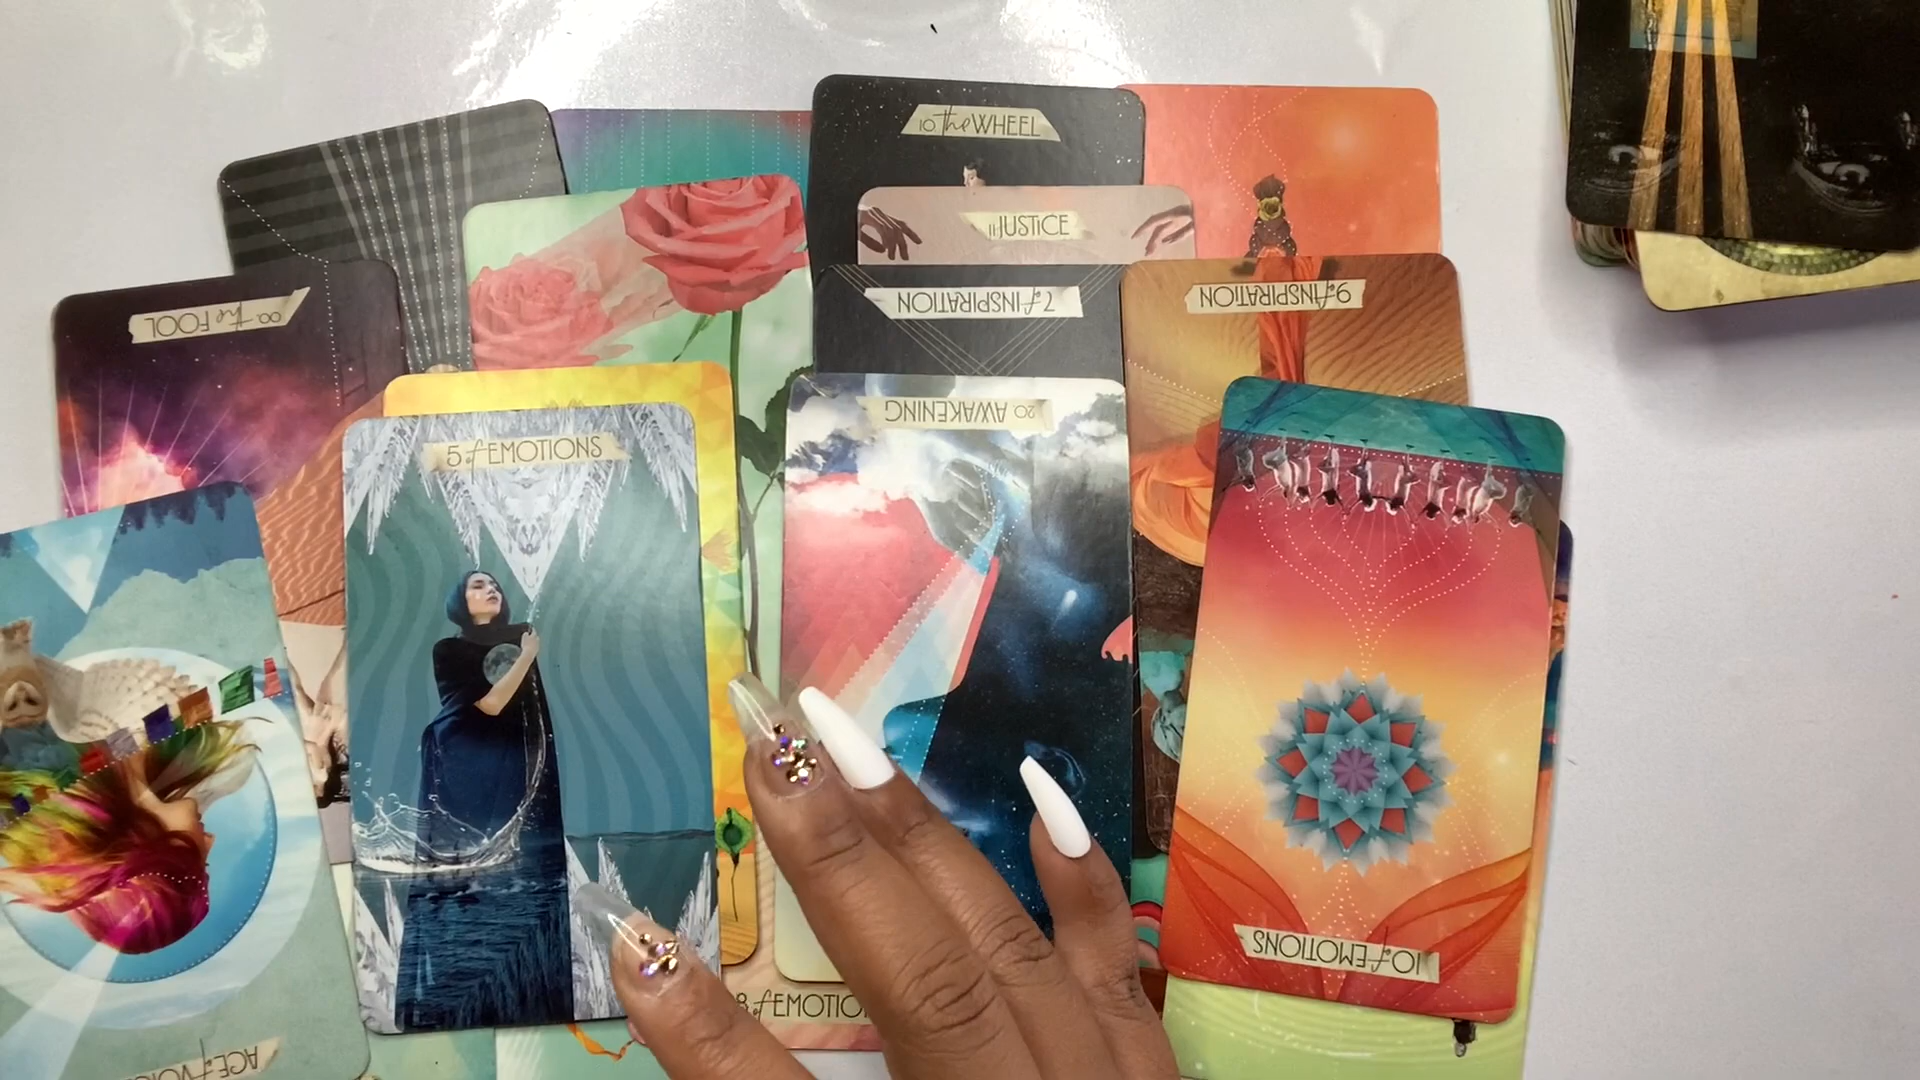 10. the WHEEL
11. JUSTICE
00. the FOOL
7 of INSPIRATION
9 of INSPIRATION
20. AWAKENING
5 of EMOTIONS
10 of EMOTIONS
8 of EMOTIO
ACE of